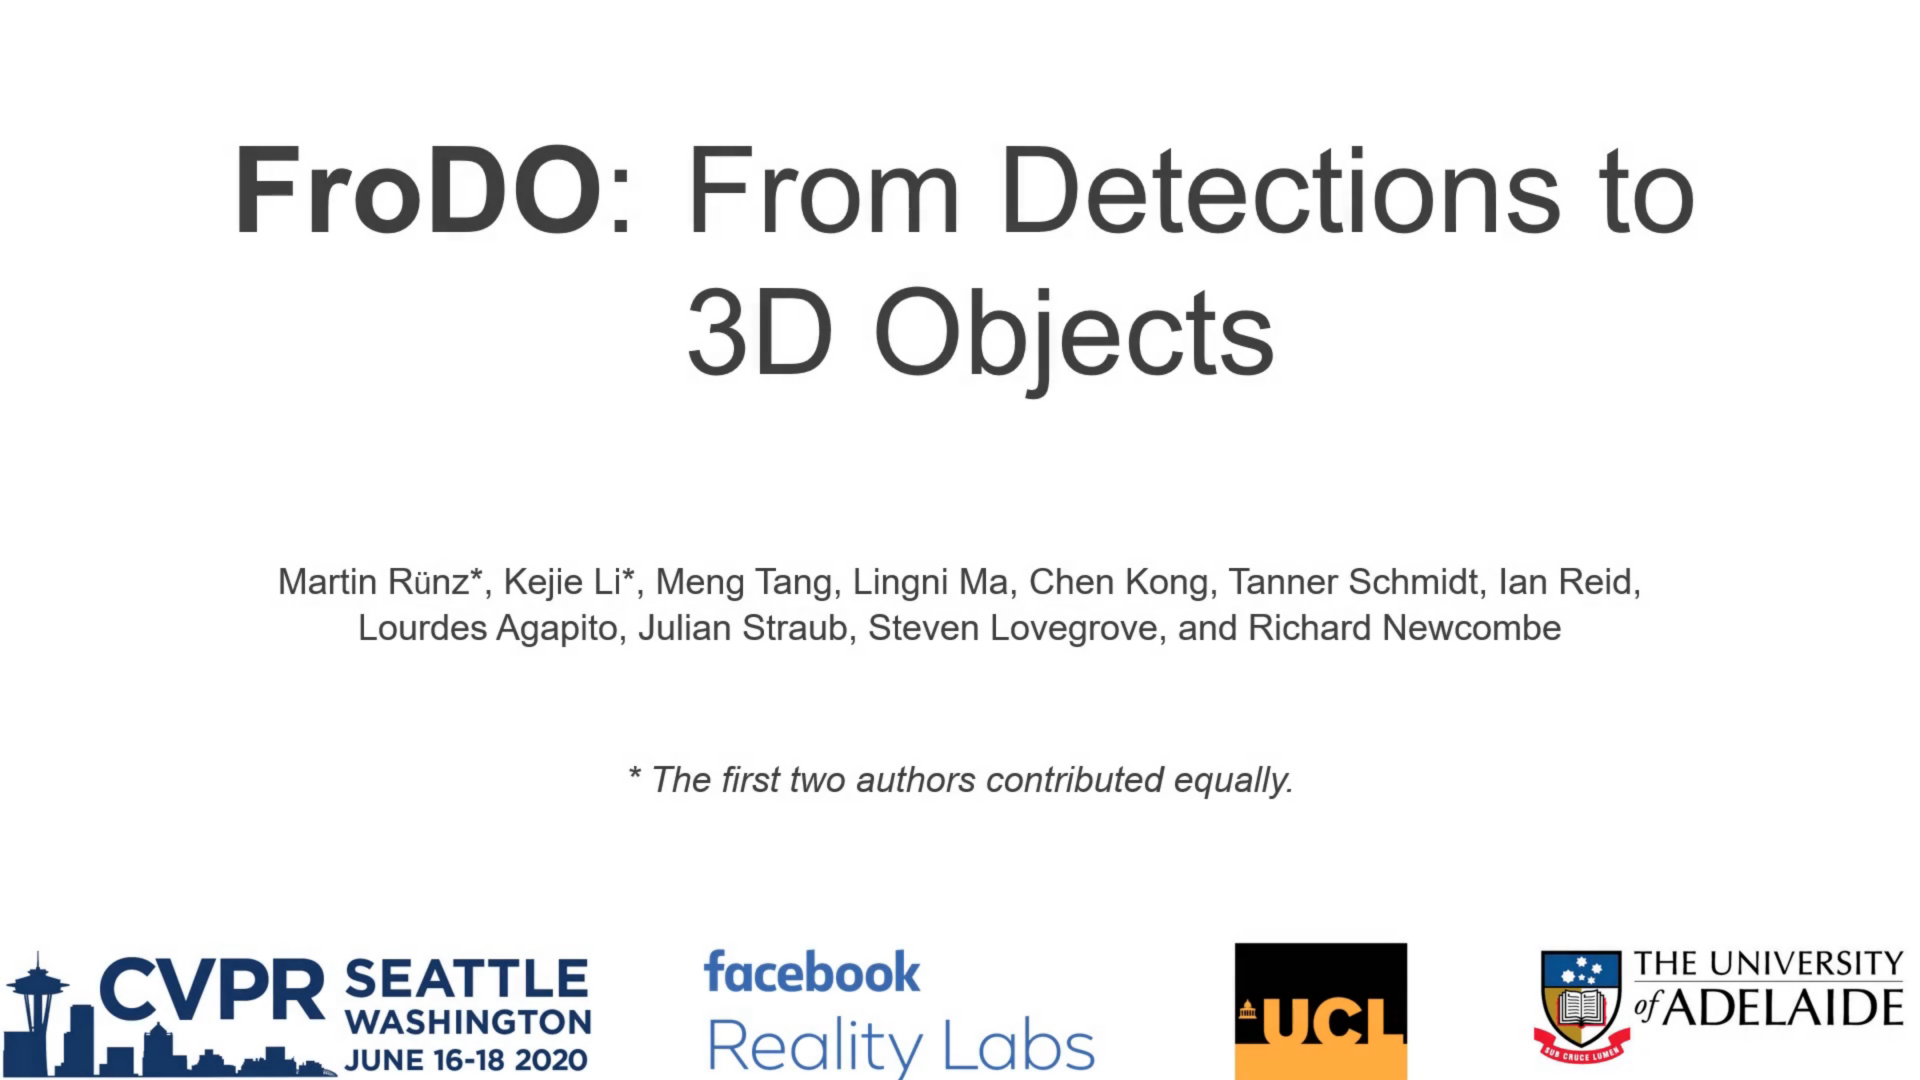 FroDO: From Detections to
3D Objects
Martin Rünz*, Kejie Li*, Meng Tang, Lingni Ma, Chen Kong, Tanner Schmidt, Ian Reid,
Lourdes Agapito, Julian Straub, Steven Lovegrove, and Richard Newcombe
* The first two authors contributed equally.
CVPR SEATTLE
WASHINGTON
JUNE 16-18 2020
facebook
Reality Labs
UCL
THE UNIVERSITY
of ADELAIDE
SUB CRUCE LUMEN